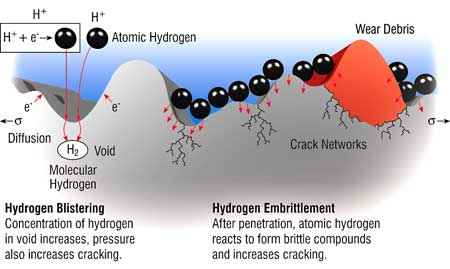 H⁺
H⁺
H⁺ + e⁻→
Atomic Hydrogen
Wear Debris
e⁻
e⁻
←σ
σ→
Diffusion
H₂
Void
Molecular
Hydrogen
Crack Networks
Hydrogen Blistering
Concentration of hydrogen
in void increases, pressure
also increases cracking.
Hydrogen Embrittlement
After penetration, atomic hydrogen
reacts to form brittle compounds
and increases cracking.